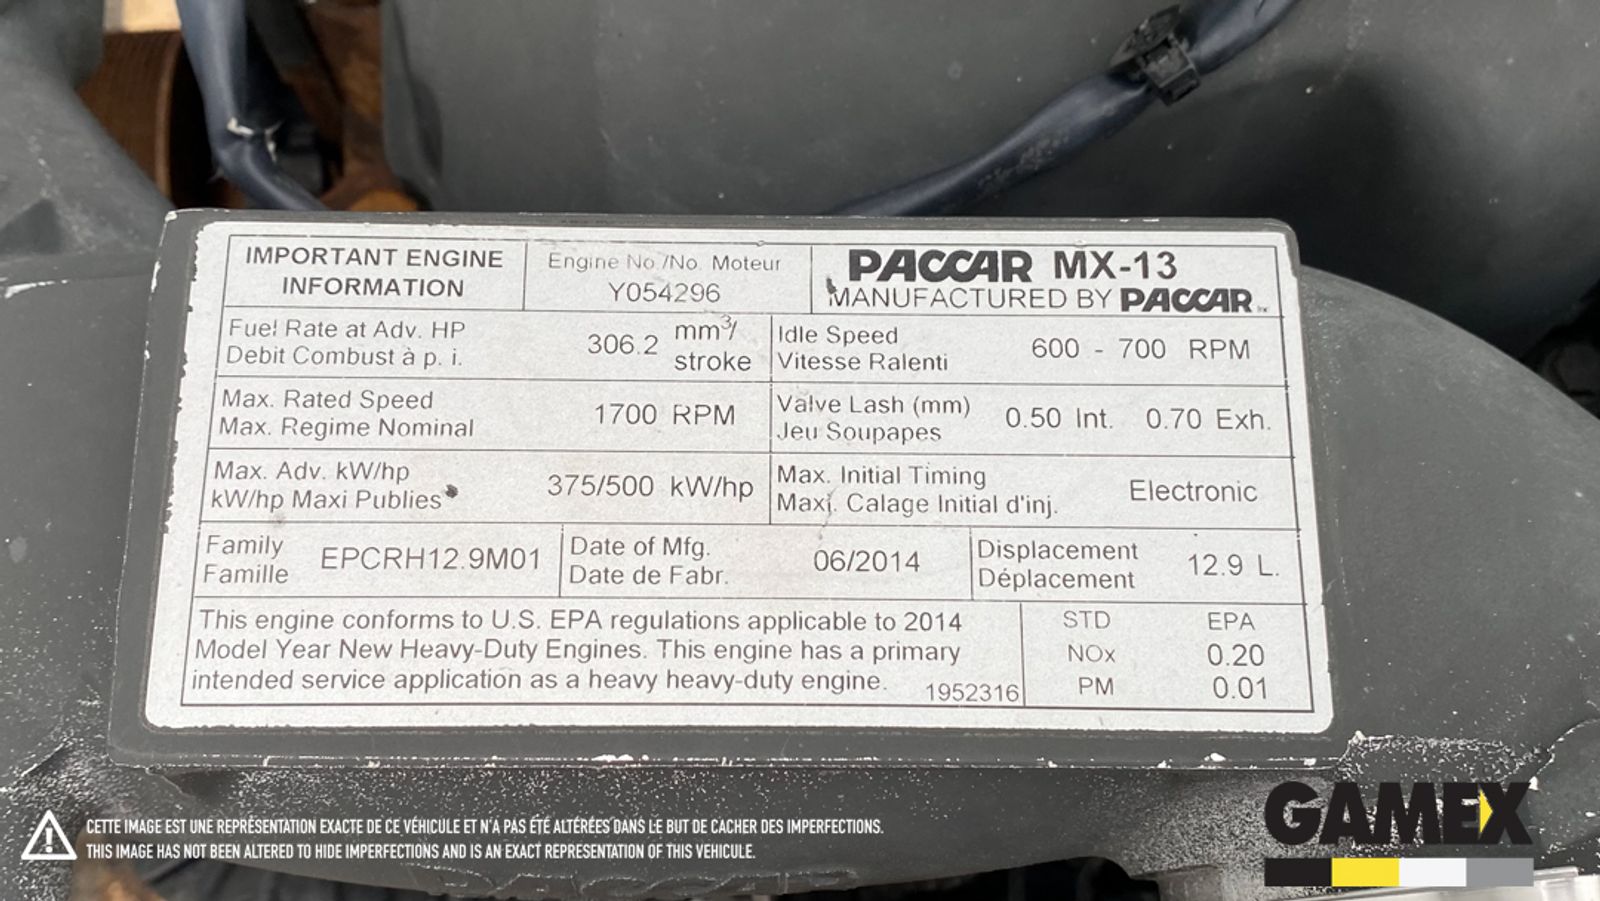 IMPORTANT ENGINE
INFORMATION
Engine No./No. Moteur
Y054296
PACCAR MX-13
MANUFACTURED BY PACCAR
Fuel Rate at Adv. HP
Debit Combust à p. i.
306.2 mm³/
stroke
Idle Speed
Vitesse Ralenti
600 - 700 RPM
Max. Rated Speed
Max. Regime Nominal
1700 RPM
Valve Lash (mm)
Jeu Soupapes
0.50 Int. 0.70 Exh.
Max. Adv. kW/hp
kW/hp Maxi Publies
375/500 kW/hp
Max. Initial Timing
Maxi. Calage Initial d'inj.
Electronic
Family
Famille
EPCRH12.9M01
Date of Mfg.
Date de Fabr.
06/2014
Displacement
Déplacement
12.9 L.
This engine conforms to U.S. EPA regulations applicable to 2014
Model Year New Heavy-Duty Engines. This engine has a primary
intended service application as a heavy heavy-duty engine.
1952316
STD EPA
NOx 0.20
PM 0.01
GAMEX
CETTE IMAGE EST UNE REPRÉSENTATION EXACTE DE CE VÉHICULE ET N'A PAS ÉTÉ ALTÉRÉES DANS LE BUT DE CACHER DES IMPERFECTIONS.
THIS IMAGE HAS NOT BEEN ALTERED TO HIDE IMPERFECTIONS AND IS AN EXACT REPRESENTATION OF THIS VEHICULE.